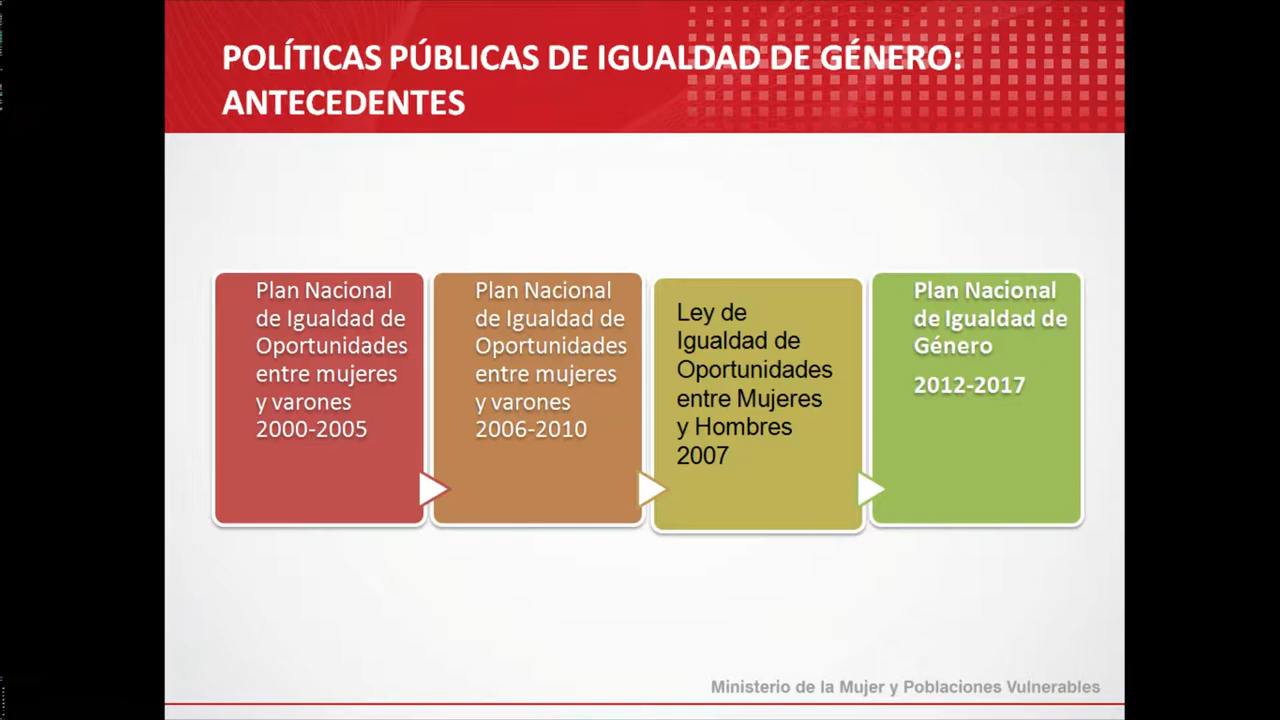 POLÍTICAS PÚBLICAS DE IGUALDAD DE GÉNERO:
ANTECEDENTES
Plan Nacional
de Igualdad de
Oportunidades
entre mujeres
y varones
2000-2005
Plan Nacional
de Igualdad de
Oportunidades
entre mujeres
y varones
2006-2010
Ley de
Igualdad de
Oportunidades
entre Mujeres
y Hombres
2007
Plan Nacional
de Igualdad de
Género
2012-2017
Ministerio de la Mujer y Poblaciones Vulnerables